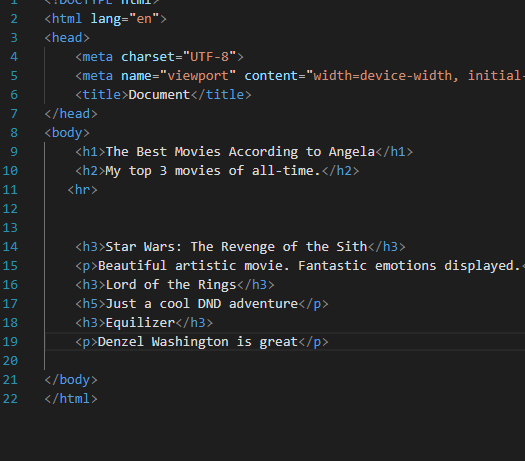 1 <!DOCTYPE html>
2 <html lang="en">
3 <head>
4 <meta charset="UTF-8">
5 <meta name="viewport" content="width=device-width, initial-
6 <title>Document</title>
7 </head>
8 <body>
9 <h1>The Best Movies According to Angela</h1>
10 <h2>My top 3 movies of all-time.</h2>
11 <hr>
12
13
14 <h3>Star Wars: The Revenge of the Sith</h3>
15 <p>Beautiful artistic movie. Fantastic emotions displayed.<
16 <h3>Lord of the Rings</h3>
17 <h5>Just a cool DND adventure</p>
18 <h3>Equilizer</h3>
19 <p>Denzel Washington is great</p>
20
21 </body>
22 </html>